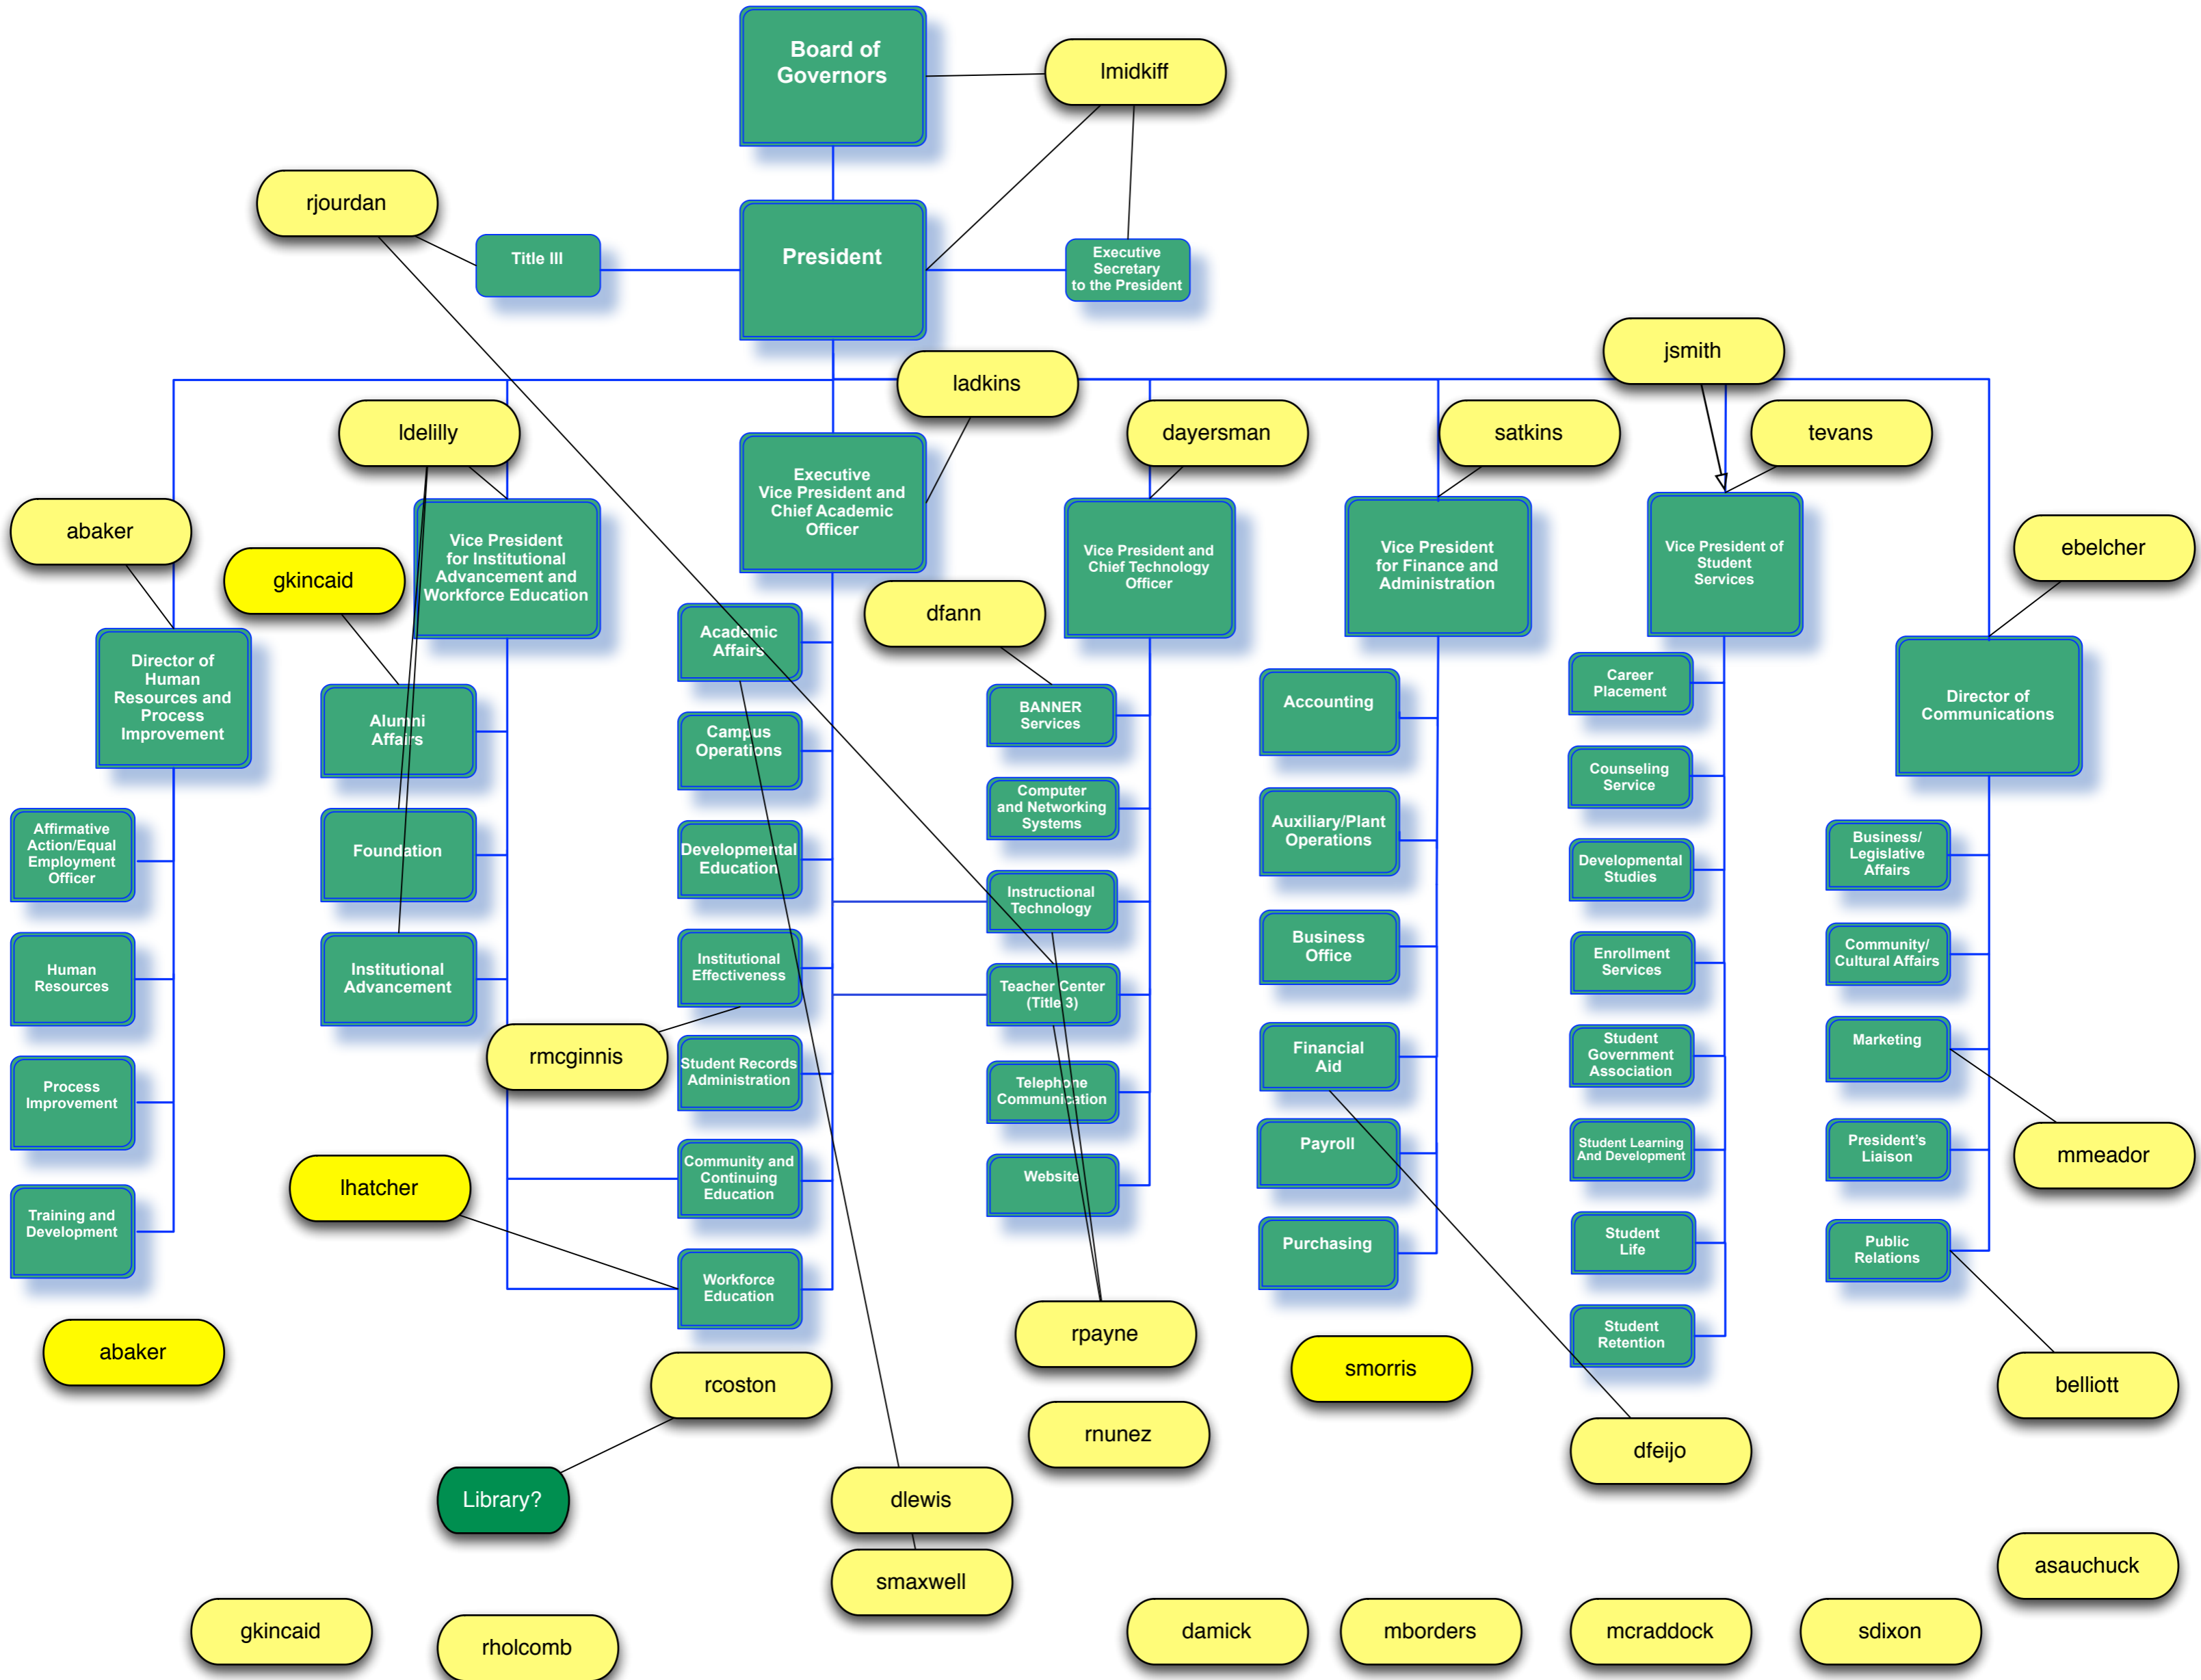 Board of
Governors
lmidkiff
rjourdan
Title III
President
Executive
Secretary
to the President
jsmith
ladkins
ldelilly
dayersman
satkins
tevans
abaker
gkincaid
Vice President
for Institutional
Advancement and
Workforce Education
Executive
Vice President and
Chief Academic
Officer
Vice President and
Chief Technology
Officer
Vice President
for Finance and
Administration
Vice President of
Student
Services
ebelcher
dfann
Director of
Human
Resources and
Process
Improvement
Director of
Communications
Affirmative
Action/Equal
Employment
Officer
Human
Resources
Process
Improvement
Training and
Development
abaker
Alumni
Affairs
Foundation
Institutional
Advancement
Academic
Affairs
Campus
Operations
Developmental
Education
Institutional
Effectiveness
rmcginnis
Student Records
Administration
Community and
Continuing
Education
lhatcher
Workforce
Education
BANNER
Services
Computer
and Networking
Systems
Instructional
Technology
Teacher Center
(Title 3)
Telephone
Communication
Website
Accounting
Auxiliary/Plant
Operations
Business
Office
Financial
Aid
Payroll
Purchasing
Career
Placement
Counseling
Service
Developmental
Studies
Enrollment
Services
Student
Government
Association
Student Learning
And Development
Student
Life
Student
Retention
Business/
Legislative
Affairs
Community/
Cultural Affairs
Marketing
President's
Liaison
mmeador
Public
Relations
rpayne
smorris
rcoston
belliott
rnunez
dfeijo
Library?
dlewis
smaxwell
asauchuck
gkincaid
rholcomb
damick
mborders
mcraddock
sdixon